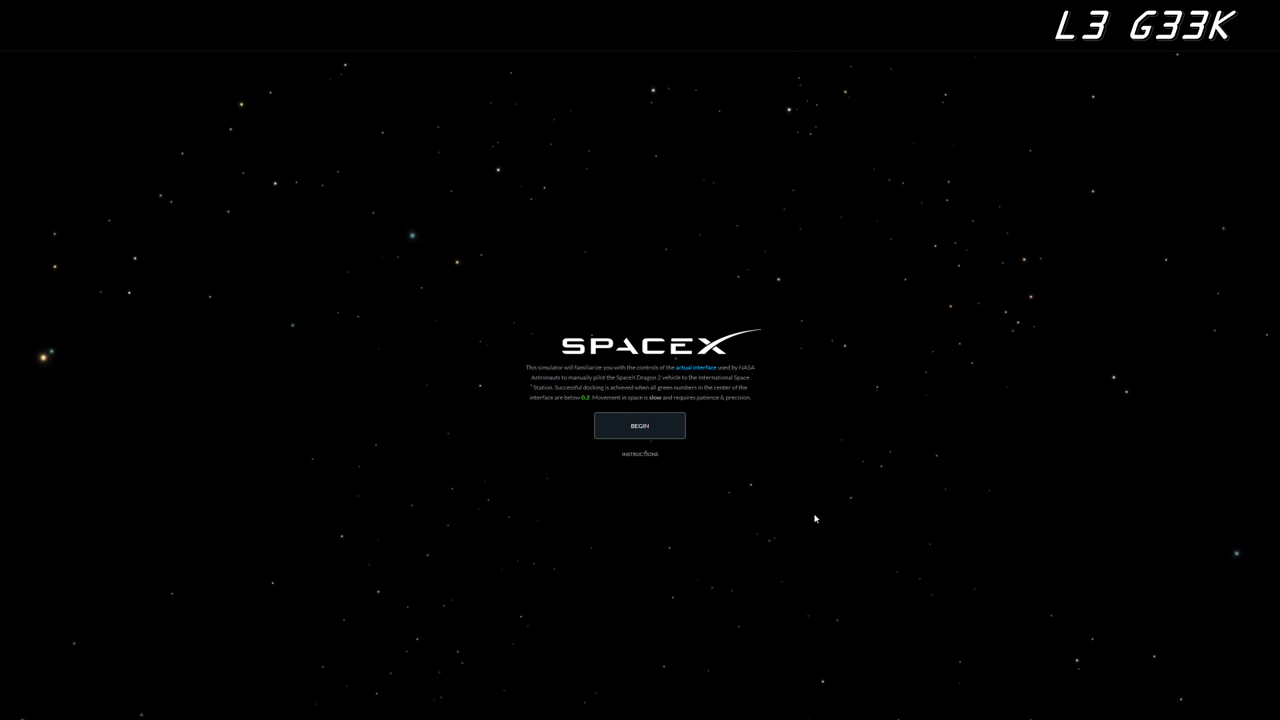 L3 G33K
SPACEX
This simulator will familiarize you with the controls of the actual interface used by NASA
Astronauts to manually pilot the SpaceX Dragon 2 vehicle to the International Space
Station. Successful docking is achieved when all green numbers in the center of the
interface are below 0.2. Movement in space is slow and requires patience & precision.
BEGIN
INSTRUCTIONS